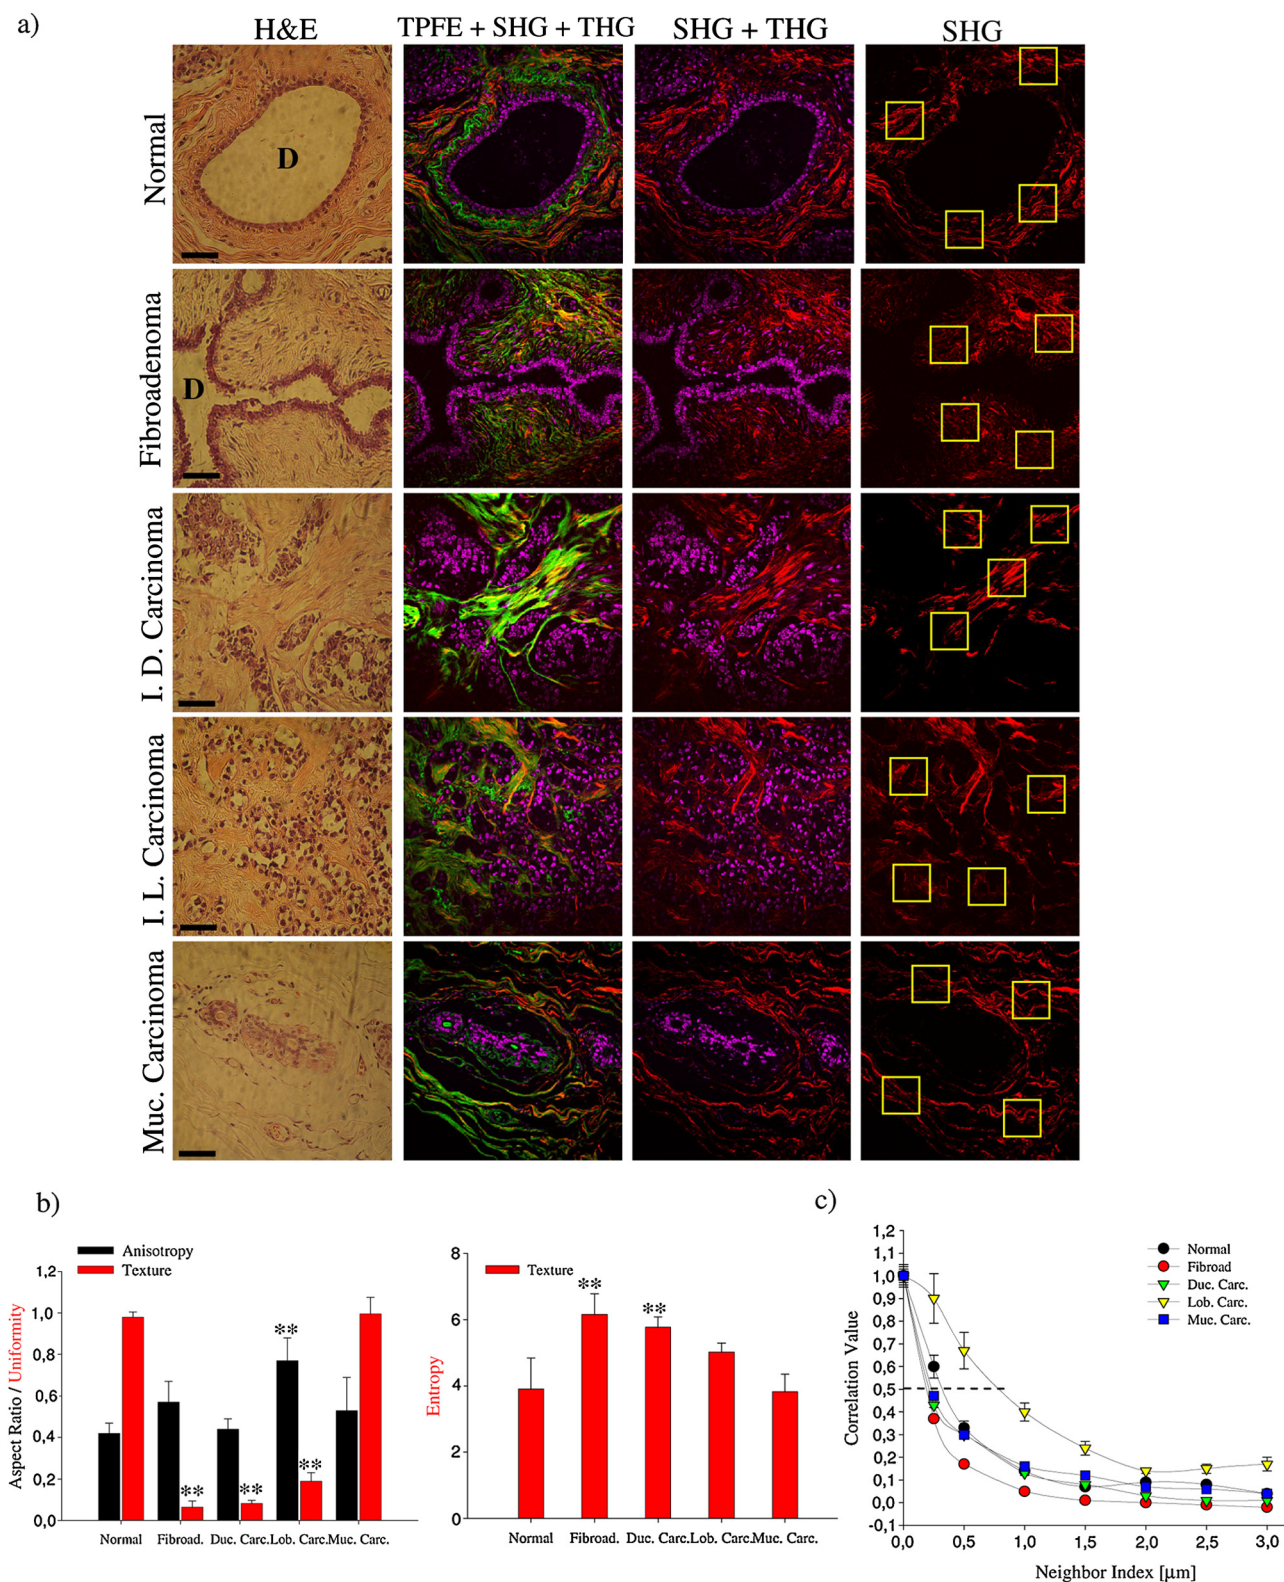 a)
H&E
TPFE + SHG + THG
SHG + THG
SHG
Normal
D
Fibroadenoma
D
I. D. Carcinoma
I. L. Carcinoma
Muc. Carcinoma
b)
Anisotropy
Texture
Aspect Ratio / Uniformity
1,2
1,0
0,8
0,6
0,4
0,2
0,0
**
**
**
**
Normal
Fibroad.
Duc. Carc.
Lob. Carc.
Muc. Carc.
Texture
Entropy
8
6
4
2
0
**
**
Normal
Fibroad.
Duc. Carc.
Lob. Carc.
Muc. Carc.
c)
Normal
Fibroad
Duc. Carc.
Lob. Carc.
Muc. Carc.
Correlation Value
1,2
1,1
1,0
0,9
0,8
0,7
0,6
0,5
0,4
0,3
0,2
0,1
0,0
-0,1
0,0
0,5
1,0
1,5
2,0
2,5
3,0
Neighbor Index [µm]